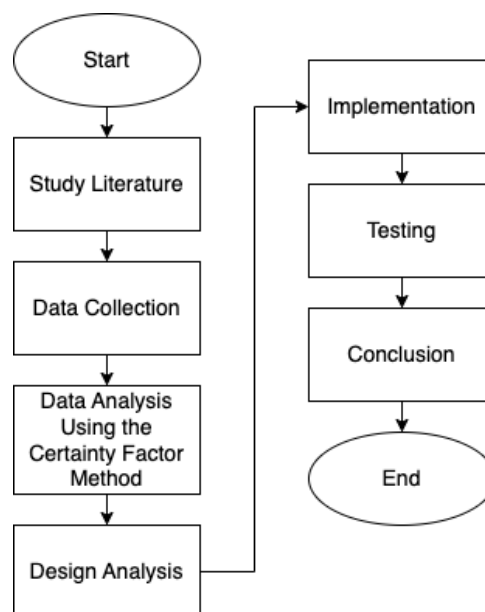 Start
Study Literature
Data Collection
Data Analysis
Using the
Certainty Factor
Method
Design Analysis
Implementation
Testing
Conclusion
End